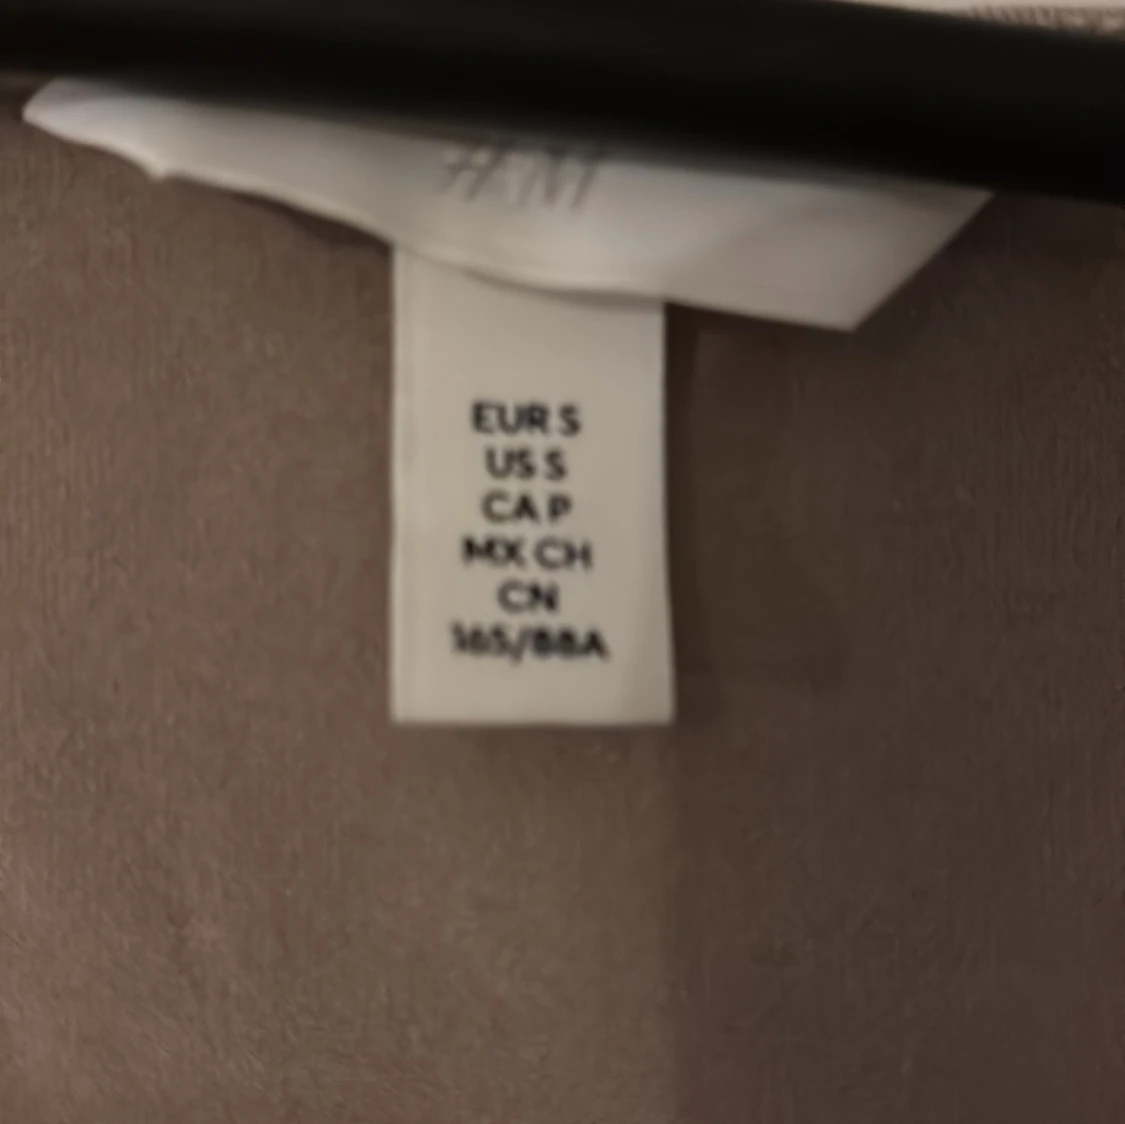 H&M
EUR S
US S
CA P
MX CH
CN
165/88A